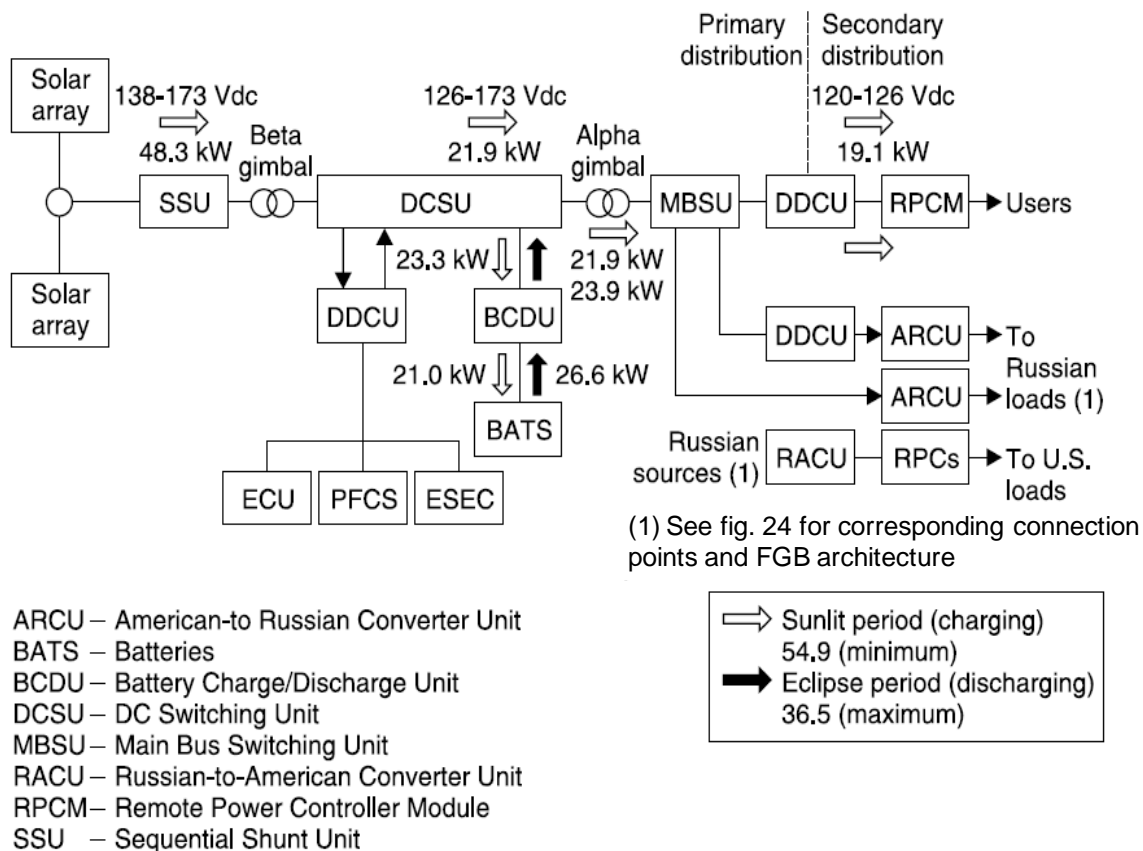 Primary distribution
Secondary distribution
Solar array
138-173 Vdc
48.3 kW
Beta gimbal
126-173 Vdc
21.9 kW
Alpha gimbal
120-126 Vdc
19.1 kW
SSU
DCSU
MBSU
DDCU
RPCM
Users
Solar array
23.3 kW
21.9 kW
23.9 kW
DDCU
BCDU
DDCU
ARCU
To Russian loads (1)
21.0 kW
26.6 kW
ARCU
BATS
Russian sources (1)
RACU
RPCs
To U.S. loads
ECU
PFCS
ESEC
(1) See fig. 24 for corresponding connection
points and FGB architecture
ARCU – American-to Russian Converter Unit
BATS – Batteries
BCDU – Battery Charge/Discharge Unit
DCSU – DC Switching Unit
MBSU – Main Bus Switching Unit
RACU – Russian-to-American Converter Unit
RPCM – Remote Power Controller Module
SSU – Sequential Shunt Unit
Sunlit period (charging)
54.9 (minimum)
Eclipse period (discharging)
36.5 (maximum)